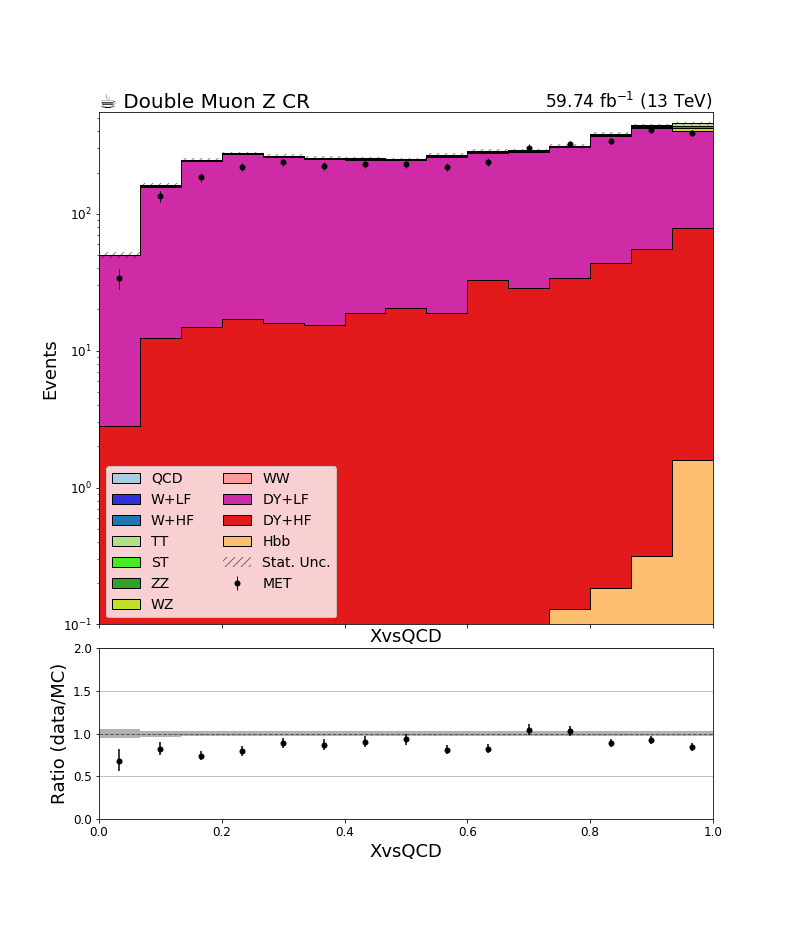 ☕ Double Muon Z CR
59.74 fb⁻¹ (13 TeV)
Events
10²
10¹
10⁰
10⁻¹
QCD
W+LF
W+HF
TT
ST
ZZ
WZ
WW
DY+LF
DY+HF
Hbb
Stat. Unc.
MET
XvsQCD
Ratio (data/MC)
2.0
1.5
1.0
0.5
0.0
0.0 0.2 0.4 0.6 0.8 1.0
XvsQCD